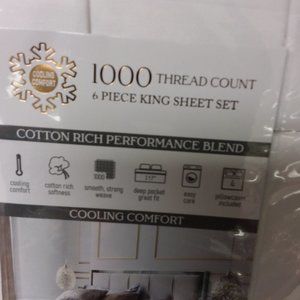 COOLING
COMFORT
1000 THREAD COUNT
6 PIECE KING SHEET SET
COTTON RICH PERFORMANCE BLEND
1000
cooling
comfort
cotton rich
softness
smooth, strong
weave
deep pocket
great fit
easy
care
pillowcases
included
COOLING COMFORT